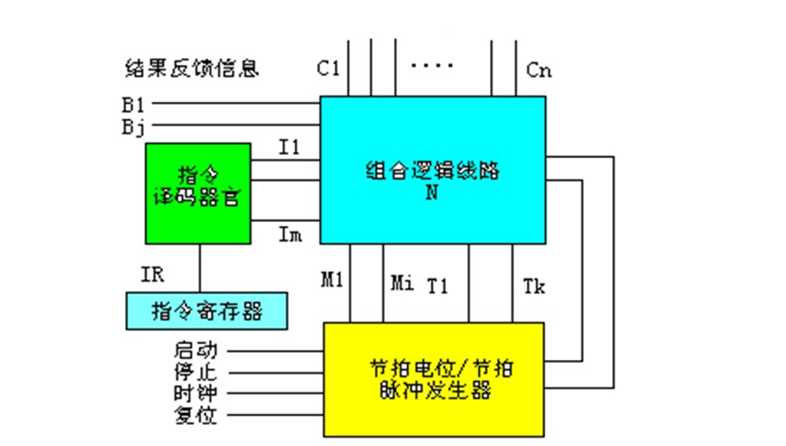 结果反馈信息
C1
....
Cn
B1
Bj
I1
指令
译码器官
组合逻辑线路
N
Im
IR
M1
Mi
T1
Tk
指令寄存器
启动
停止
时钟
复位
节拍电位/节拍
脉冲发生器